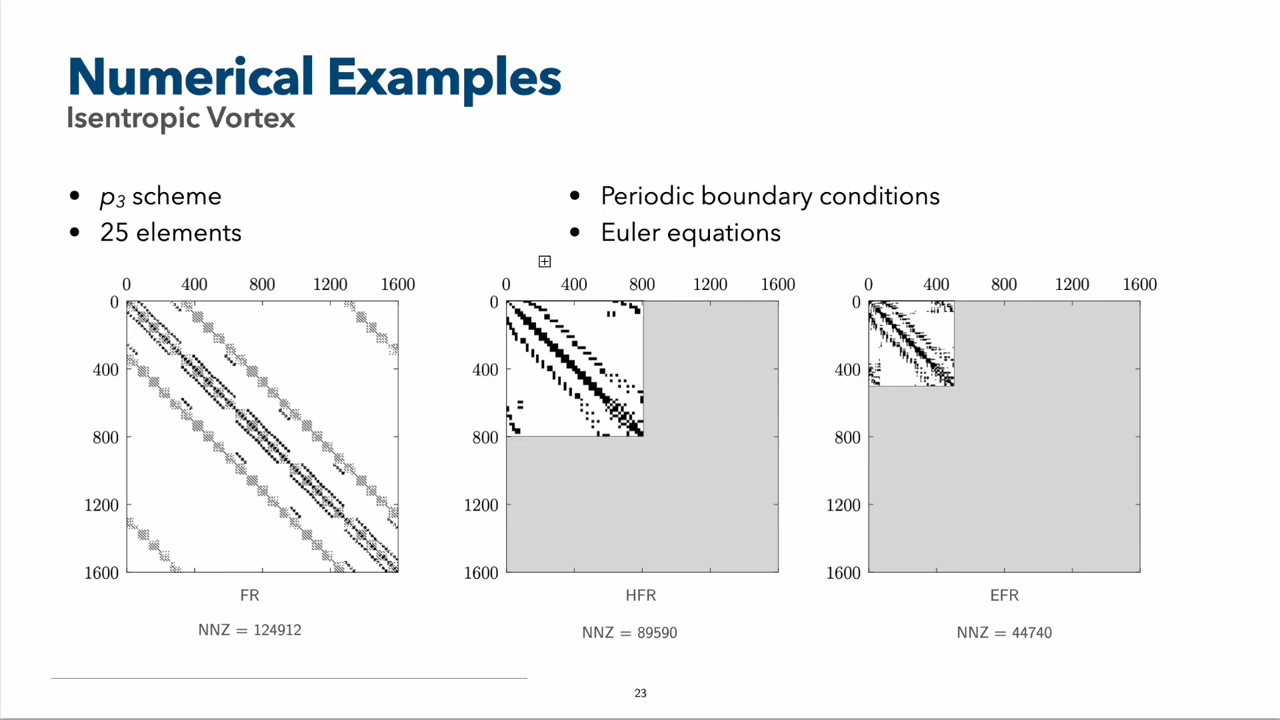 Numerical Examples
Isentropic Vortex
• p3 scheme
• 25 elements
• Periodic boundary conditions
• Euler equations
0 400 800 1200 1600
0
400
800
1200
1600
FR
NNZ = 124912
0 400 800 1200 1600
0
400
800
1200
1600
HFR
NNZ = 89590
0 400 800 1200 1600
0
400
800
1200
1600
EFR
NNZ = 44740
23